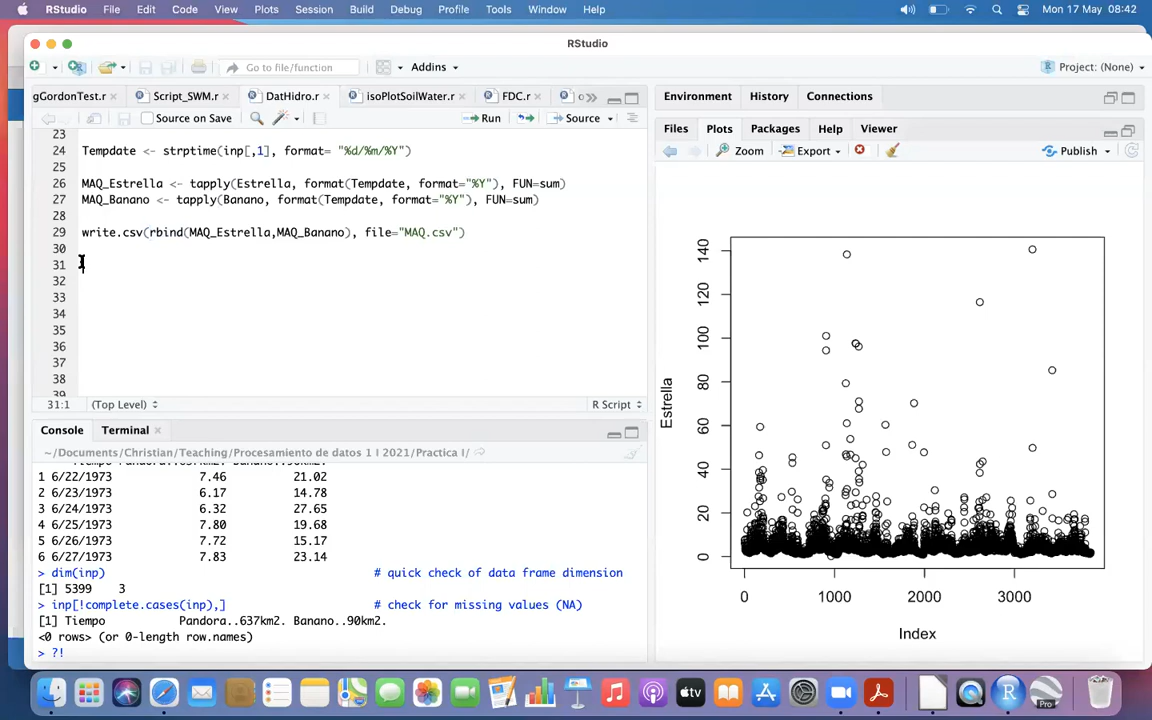 RStudio File Edit Code View Plots Session Build Debug Profile Tools Window Help Mon 17 May 08:42
RStudio
Go to file/function Addins Project: (None)
gGordonTest.r Script_SWM.r DatHidro.r isoPlotSoilWater.r FDC.r
Source on Save Run Source
23
24 Tempdate <- strptime(inp[,1], format= "%d/%m/%Y")
25
26 MAQ_Estrella <- tapply(Estrella, format(Tempdate, format="%Y"), FUN=sum)
27 MAQ_Banano <- tapply(Banano, format(Tempdate, format="%Y"), FUN=sum)
28
29 write.csv(rbind(MAQ_Estrella,MAQ_Banano), file="MAQ.csv")
30
31
32
33
34
35
36
37
38
39
31:1 (Top Level) R Script
Console Terminal
~/Documents/Christian/Teaching/Procesamiento de datos 1 I 2021/Practica I/
1 6/22/1973 7.46 21.02
2 6/23/1973 6.17 14.78
3 6/24/1973 6.32 27.65
4 6/25/1973 7.80 19.68
5 6/26/1973 7.72 15.17
6 6/27/1973 7.83 23.14
> dim(inp) # quick check of data frame dimension
[1] 5399 3
> inp[!complete.cases(inp),] # check for missing values (NA)
[1] Tiempo Pandora..637km2. Banano..90km2.
<0 rows> (or 0-length row.names)
> ?!
Environment History Connections
Files Plots Packages Help Viewer
Zoom Export Publish
Estrella
140
120
100
80
60
40
20
0
0 1000 2000 3000
Index
tv
Pro